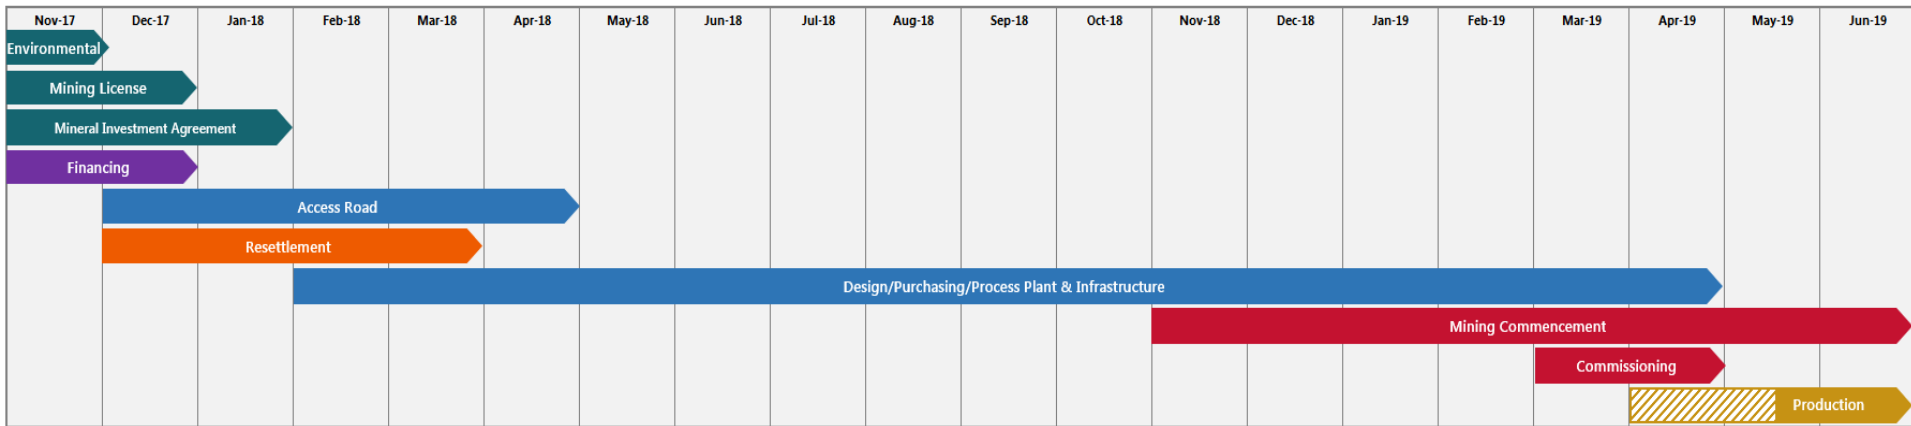 Nov-17 Dec-17 Jan-18 Feb-18 Mar-18 Apr-18 May-18 Jun-18 Jul-18 Aug-18 Sep-18 Oct-18 Nov-18 Dec-18 Jan-19 Feb-19 Mar-19 Apr-19 May-19 Jun-19
Environmental
Mining License
Mineral Investment Agreement
Financing
Access Road
Resettlement
Design/Purchasing/Process Plant & Infrastructure
Mining Commencement
Commissioning
Production